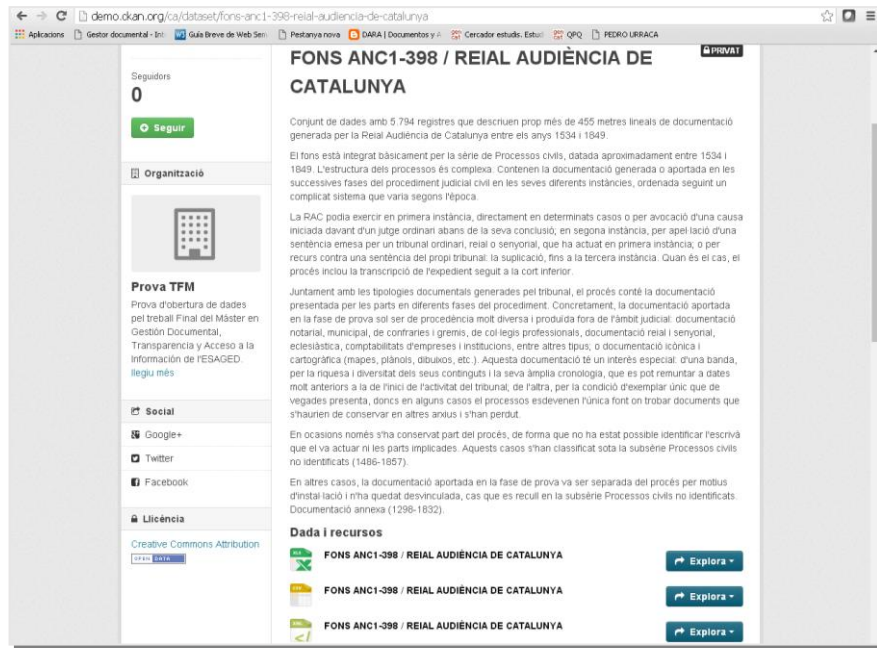 demo.ckan.org/ca/dataset/fons-anc1-398-reial-audiencia-de-catalunya
Aplicacions Gestor documental - Int Guía Breve de Web Serv Pestanya nova DARA | Documentos y A Cercador estudis. Estud QPQ PEDRO URRACA
Seguidors
0
Seguir
Organització
Prova TFM
Prova d'obertura de dades
pel treball Final del Màster en
Gestión Documental,
Transparencia y Acceso a la
Información de l'ESAGED.
llegiu més
Social
Google+
Twitter
Facebook
Llicència
Creative Commons Attribution
OPEN DATA
FONS ANC1-398 / REIAL AUDIÈNCIA DE
CATALUNYA
PRIVAT
Conjunt de dades amb 5.794 registres que descriuen prop més de 455 metres lineals de documentació
generada per la Reial Audiència de Catalunya entre els anys 1534 i 1849.
El fons està integrat bàsicament per la sèrie de Processos civils, datada aproximadament entre 1534 i
1849. L'estructura dels processos és complexa. Contenen la documentació generada o aportada en les
successives fases del procediment judicial civil en les seves diferents instàncies, ordenada seguint un
complicat sistema que varia segons l'època.
La RAC podia exercir en primera instància, directament en determinats casos o per avocació d'una causa
iniciada davant d'un jutge ordinari abans de la seva conclusió; en segona instància, per apel·lació d'una
sentència emesa per un tribunal ordinari, reial o senyorial, que ha actuat en primera instància; o per
recurs contra una sentència del propi tribunal: la suplicació, fins a la tercera instància. Quan és el cas, el
procés inclou la transcripció de l'expedient seguit a la cort inferior.
Juntament amb les tipologies documentals generades pel tribunal, el procés conté la documentació
presentada per les parts en diferents fases del procediment. Concretament, la documentació aportada
en la fase de prova sol ser de procedència molt diversa i produïda fora de l'àmbit judicial: documentació
notarial, municipal, de confraries i gremis, de col·legis professionals, documentació reial i senyorial,
eclesiàstica, comptabilitats d'empreses i institucions, entre altres tipus; o documentació icònica i
cartogràfica (mapes, plànols, dibuixos, etc.). Aquesta documentació té un interès especial: d'una banda,
per la riquesa i diversitat dels seus continguts i la seva àmplia cronologia, que es pot remuntar a dates
molt anteriors a la de l'inici de l'activitat del tribunal; de l'altra, per la condició d'exemplar únic que de
vegades presenta, doncs en alguns casos el processos esdevenen l'única font on trobar documents que
s'haurien de conservar en altres arxius i s'han perdut.
En ocasions només s'ha conservat part del procés, de forma que no ha estat possible identificar l'escrivà
que el va actuar ni les parts implicades. Aquests casos s'han classificat sota la subsèrie Processos civils
no identificats (1486-1857).
En altres casos, la documentació aportada en la fase de prova va ser separada del procés per motius
d'instal·lació i n'ha quedat desvinculada, cas que es recull en la subsèrie Processos civils no identificats.
Documentació annexa (1298-1832).
Dada i recursos
FONS ANC1-398 / REIAL AUDIÈNCIA DE CATALUNYA Explora
FONS ANC1-398 / REIAL AUDIÈNCIA DE CATALUNYA Explora
FONS ANC1-398 / REIAL AUDIÈNCIA DE CATALUNYA Explora